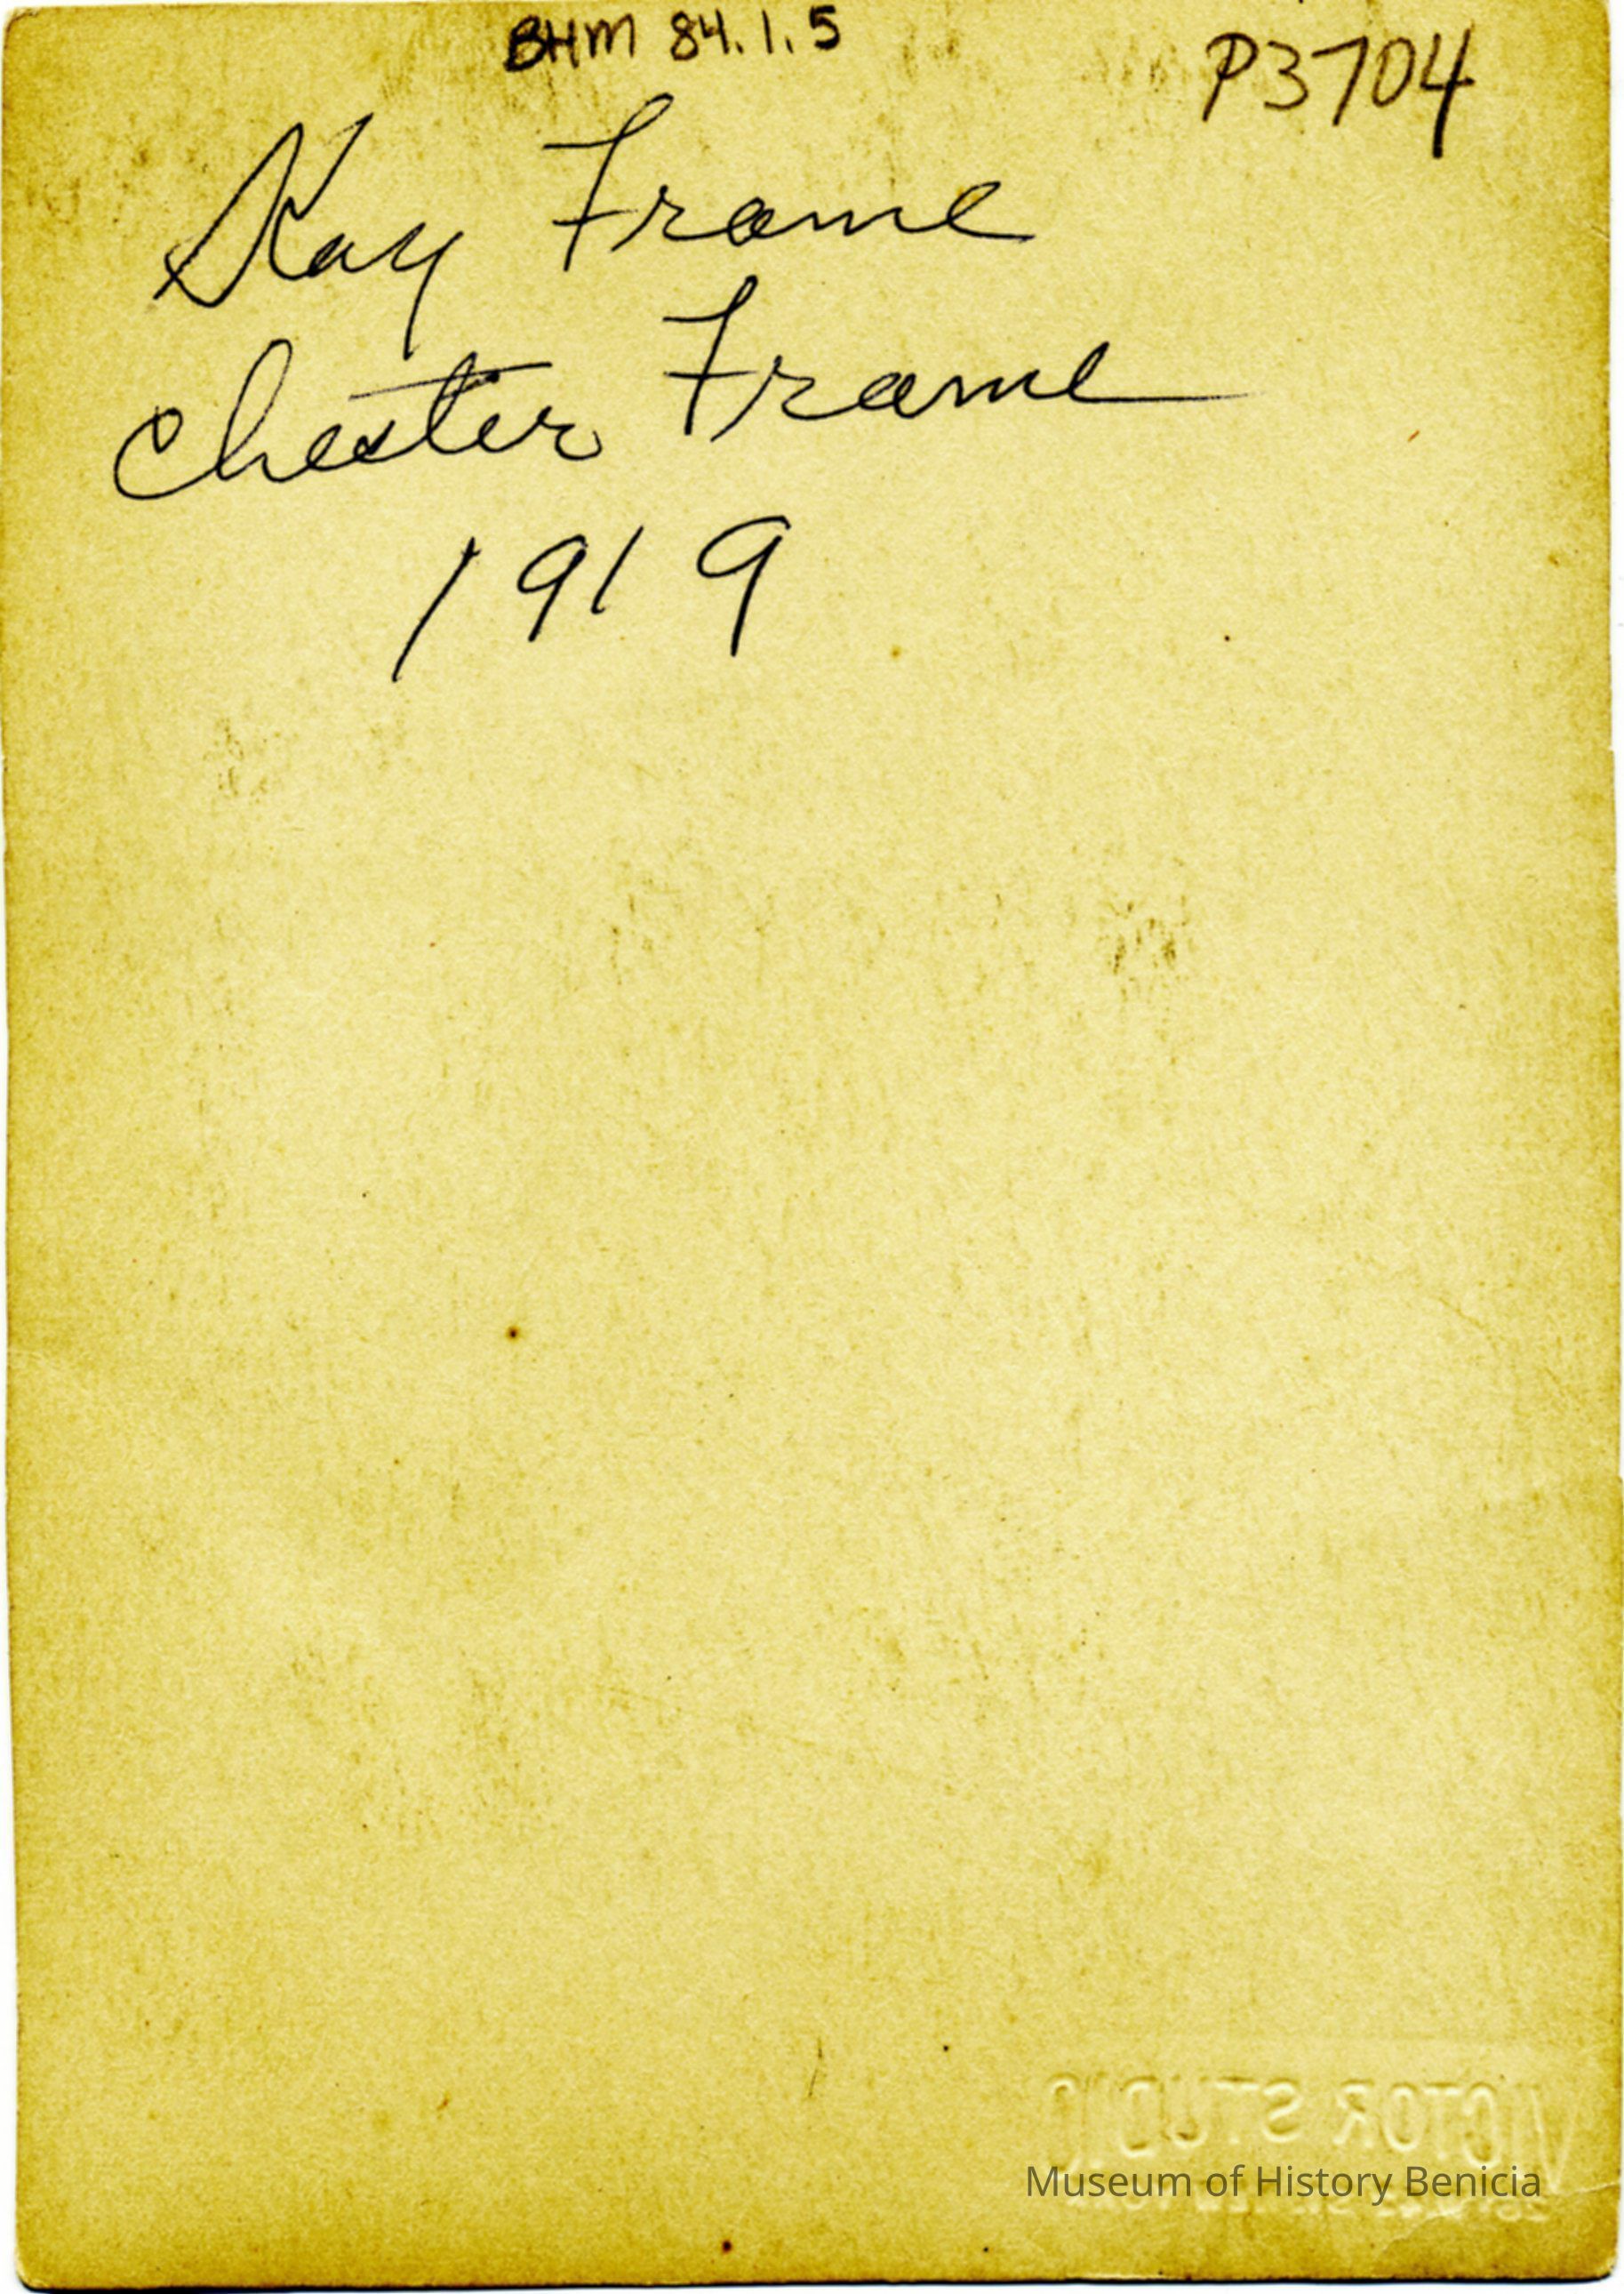 BHM 84.1.5
P3704
Kay Frame
Chester Frame
1919
VICTOR STUDIO
Museum of History Benicia